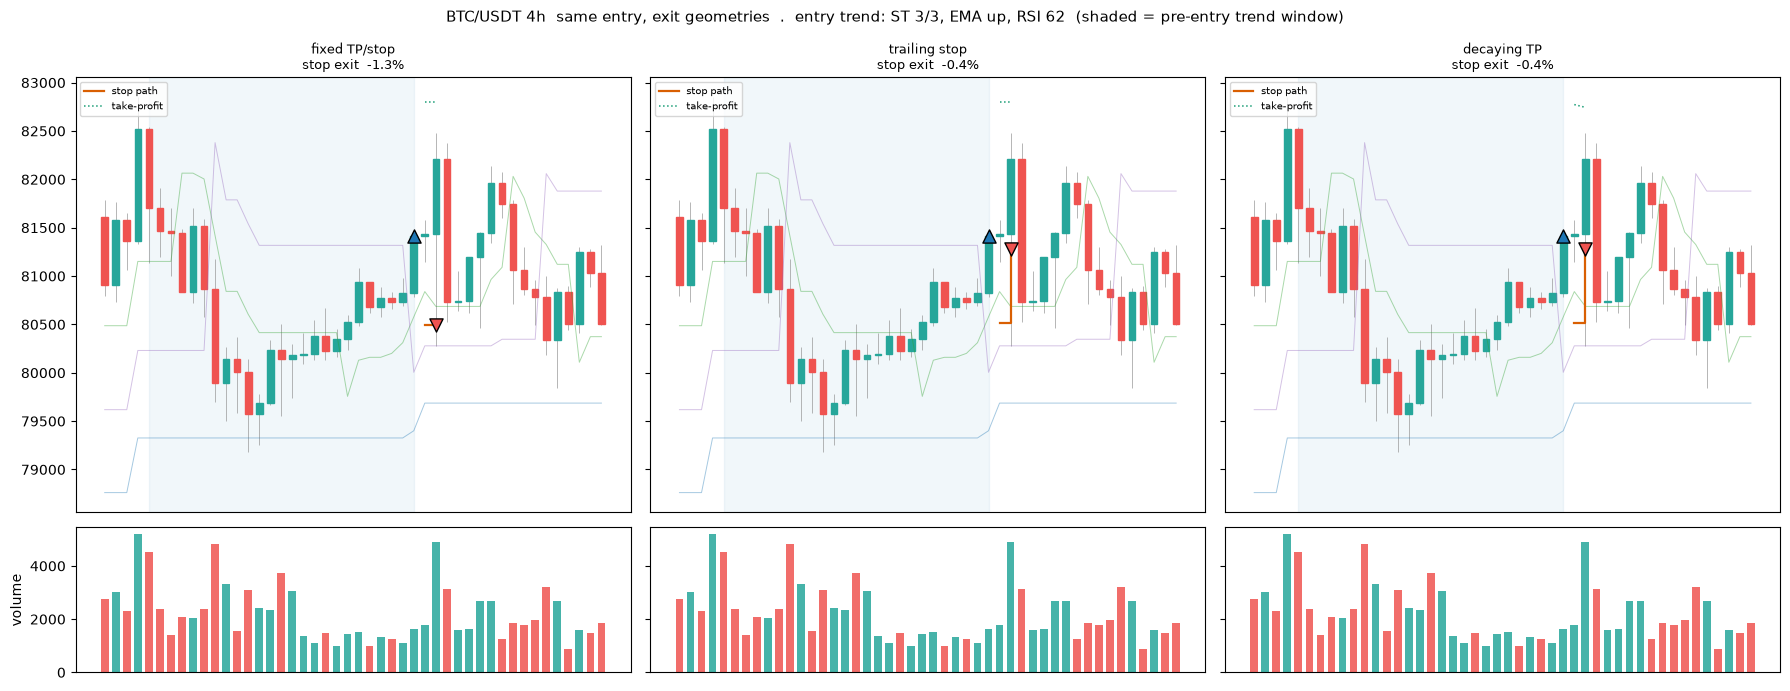 BTC/USDT 4h  same entry, exit geometries  .  entry trend: ST 3/3, EMA up, RSI 62  (shaded = pre-entry trend window)
fixed TP/stop
stop exit  -1.3%
trailing stop
stop exit  -0.4%
decaying TP
stop exit  -0.4%
stop path
take-profit
stop path
take-profit
stop path
take-profit
83000
82500
82000
81500
81000
80500
80000
79500
79000
volume
4000
2000
0